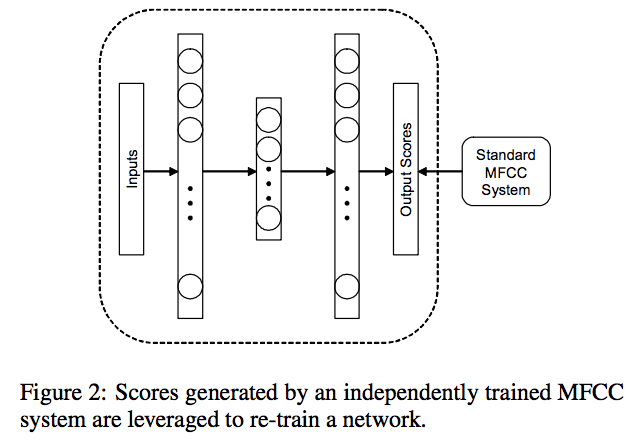 Inputs
Output Scores
Standard
MFCC
System
Figure 2: Scores generated by an independently trained MFCC
system are leveraged to re-train a network.